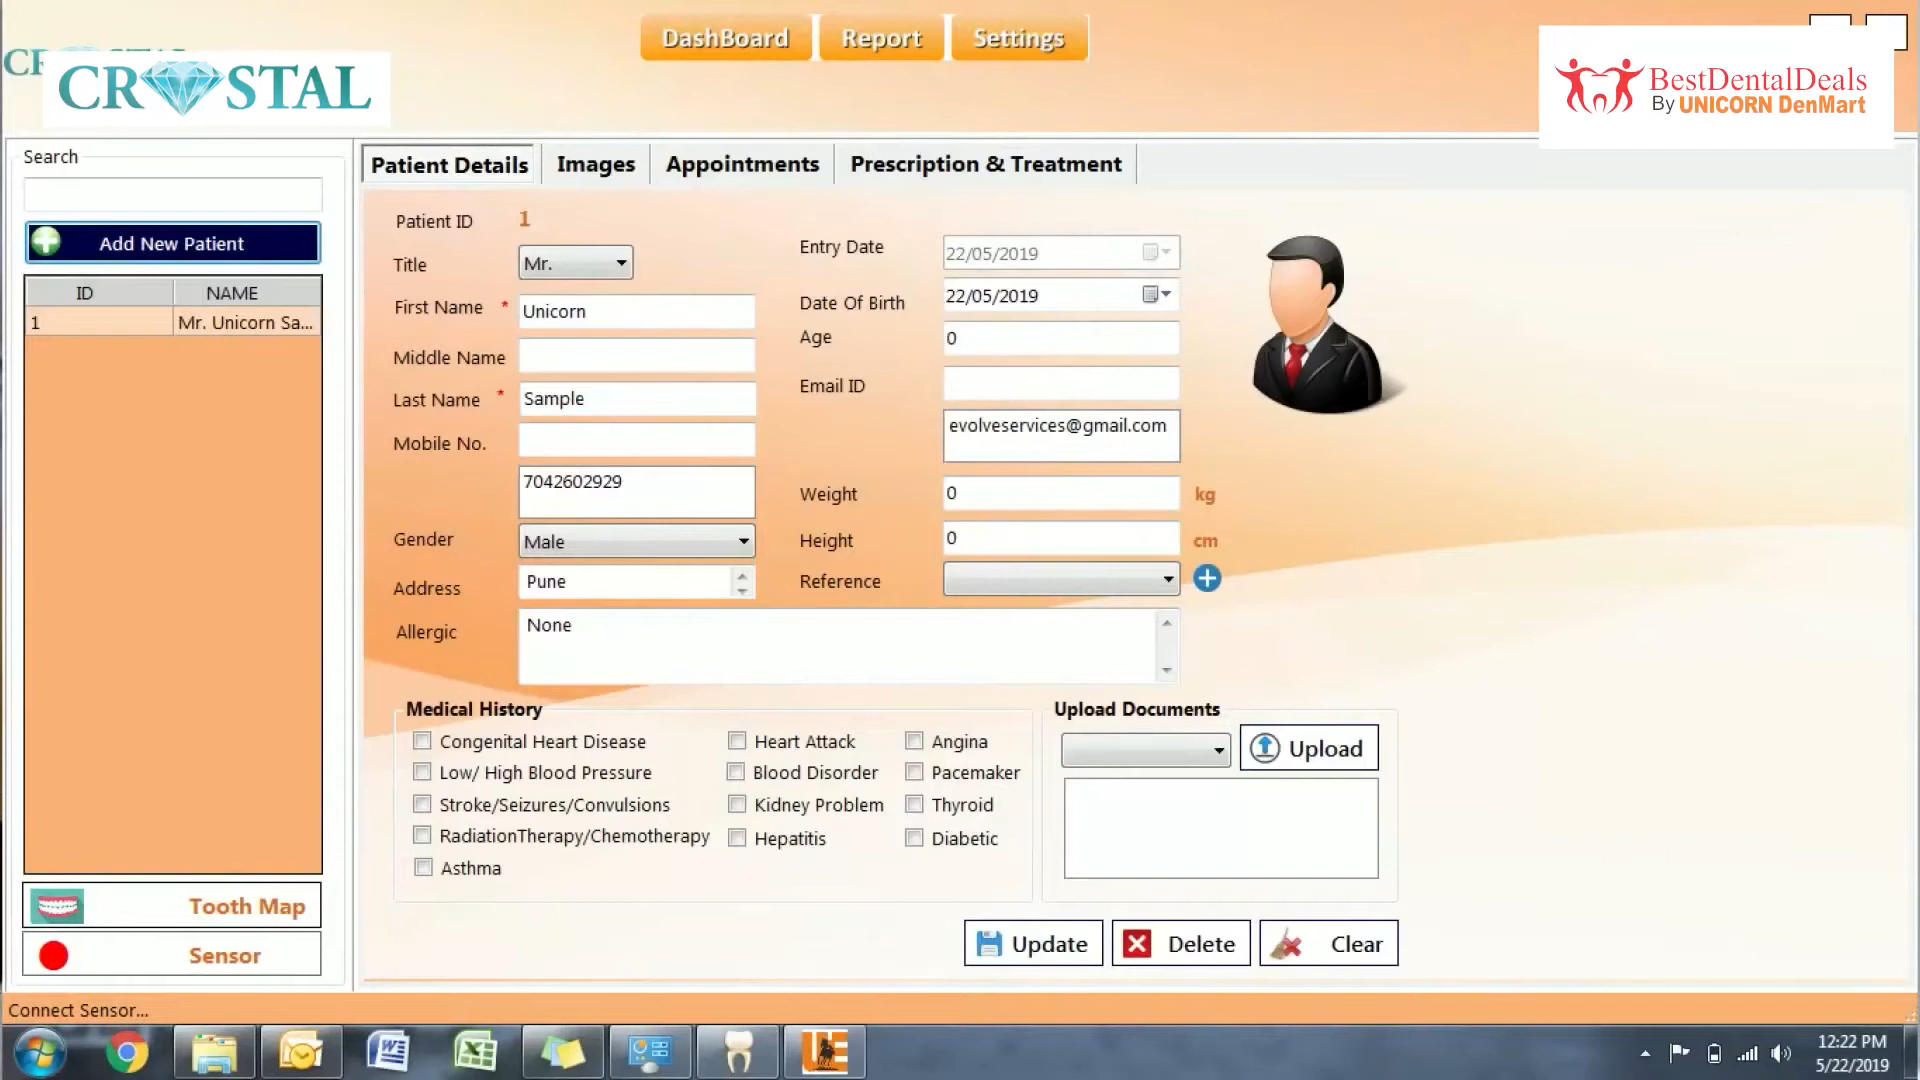 DashBoard
Report
Settings
CRYSTAL
BestDentalDeals
By UNICORN DenMart
Search
Add New Patient
ID
NAME
1
Mr. Unicorn Sa...
Tooth Map
Sensor
Connect Sensor...
Patient Details
Images
Appointments
Prescription & Treatment
Patient ID
1
Title
Mr.
First Name *
Unicorn
Middle Name
Last Name *
Sample
Mobile No.
7042602929
Gender
Male
Address
Pune
Allergic
None
Entry Date
22/05/2019
Date Of Birth
22/05/2019
Age
0
Email ID
evolveservices@gmail.com
Weight
0
kg
Height
0
cm
Reference
Medical History
Congenital Heart Disease
Low/ High Blood Pressure
Stroke/Seizures/Convulsions
RadiationTherapy/Chemotherapy
Asthma
Heart Attack
Blood Disorder
Kidney Problem
Hepatitis
Angina
Pacemaker
Thyroid
Diabetic
Upload Documents
Upload
Update
Delete
Clear
12:22 PM
5/22/2019